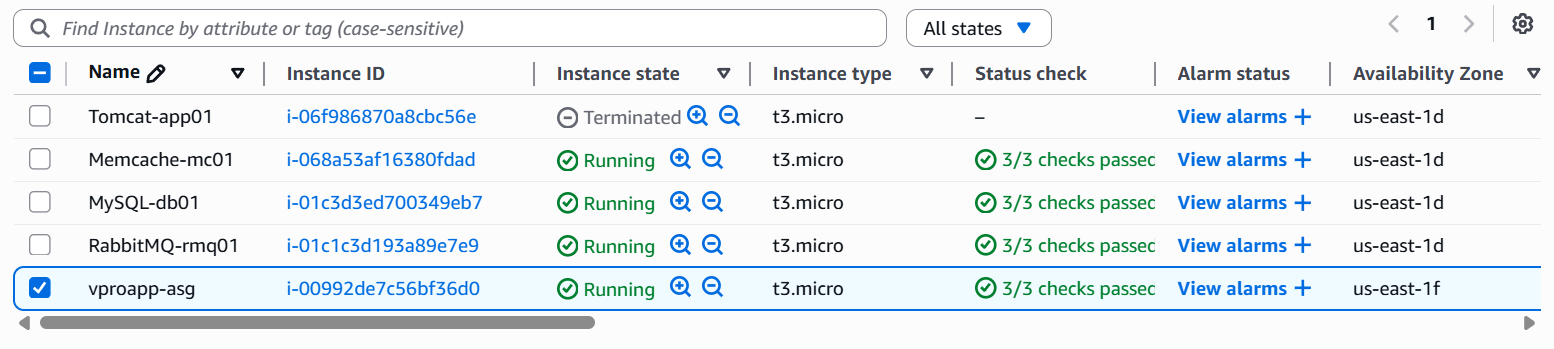 Find Instance by attribute or tag (case-sensitive) All states 1
Name Instance ID Instance state Instance type Status check Alarm status Availability Zone
Tomcat-app01 i-06f986870a8cbc56e Terminated t3.micro – View alarms + us-east-1d
Memcache-mc01 i-068a53af16380fdad Running t3.micro 3/3 checks passed View alarms + us-east-1d
MySQL-db01 i-01c3d3ed700349eb7 Running t3.micro 3/3 checks passed View alarms + us-east-1d
RabbitMQ-rmq01 i-01c1c3d193a89e7e9 Running t3.micro 3/3 checks passed View alarms + us-east-1d
vproapp-asg i-00992de7c56bf36d0 Running t3.micro 3/3 checks passed View alarms + us-east-1f